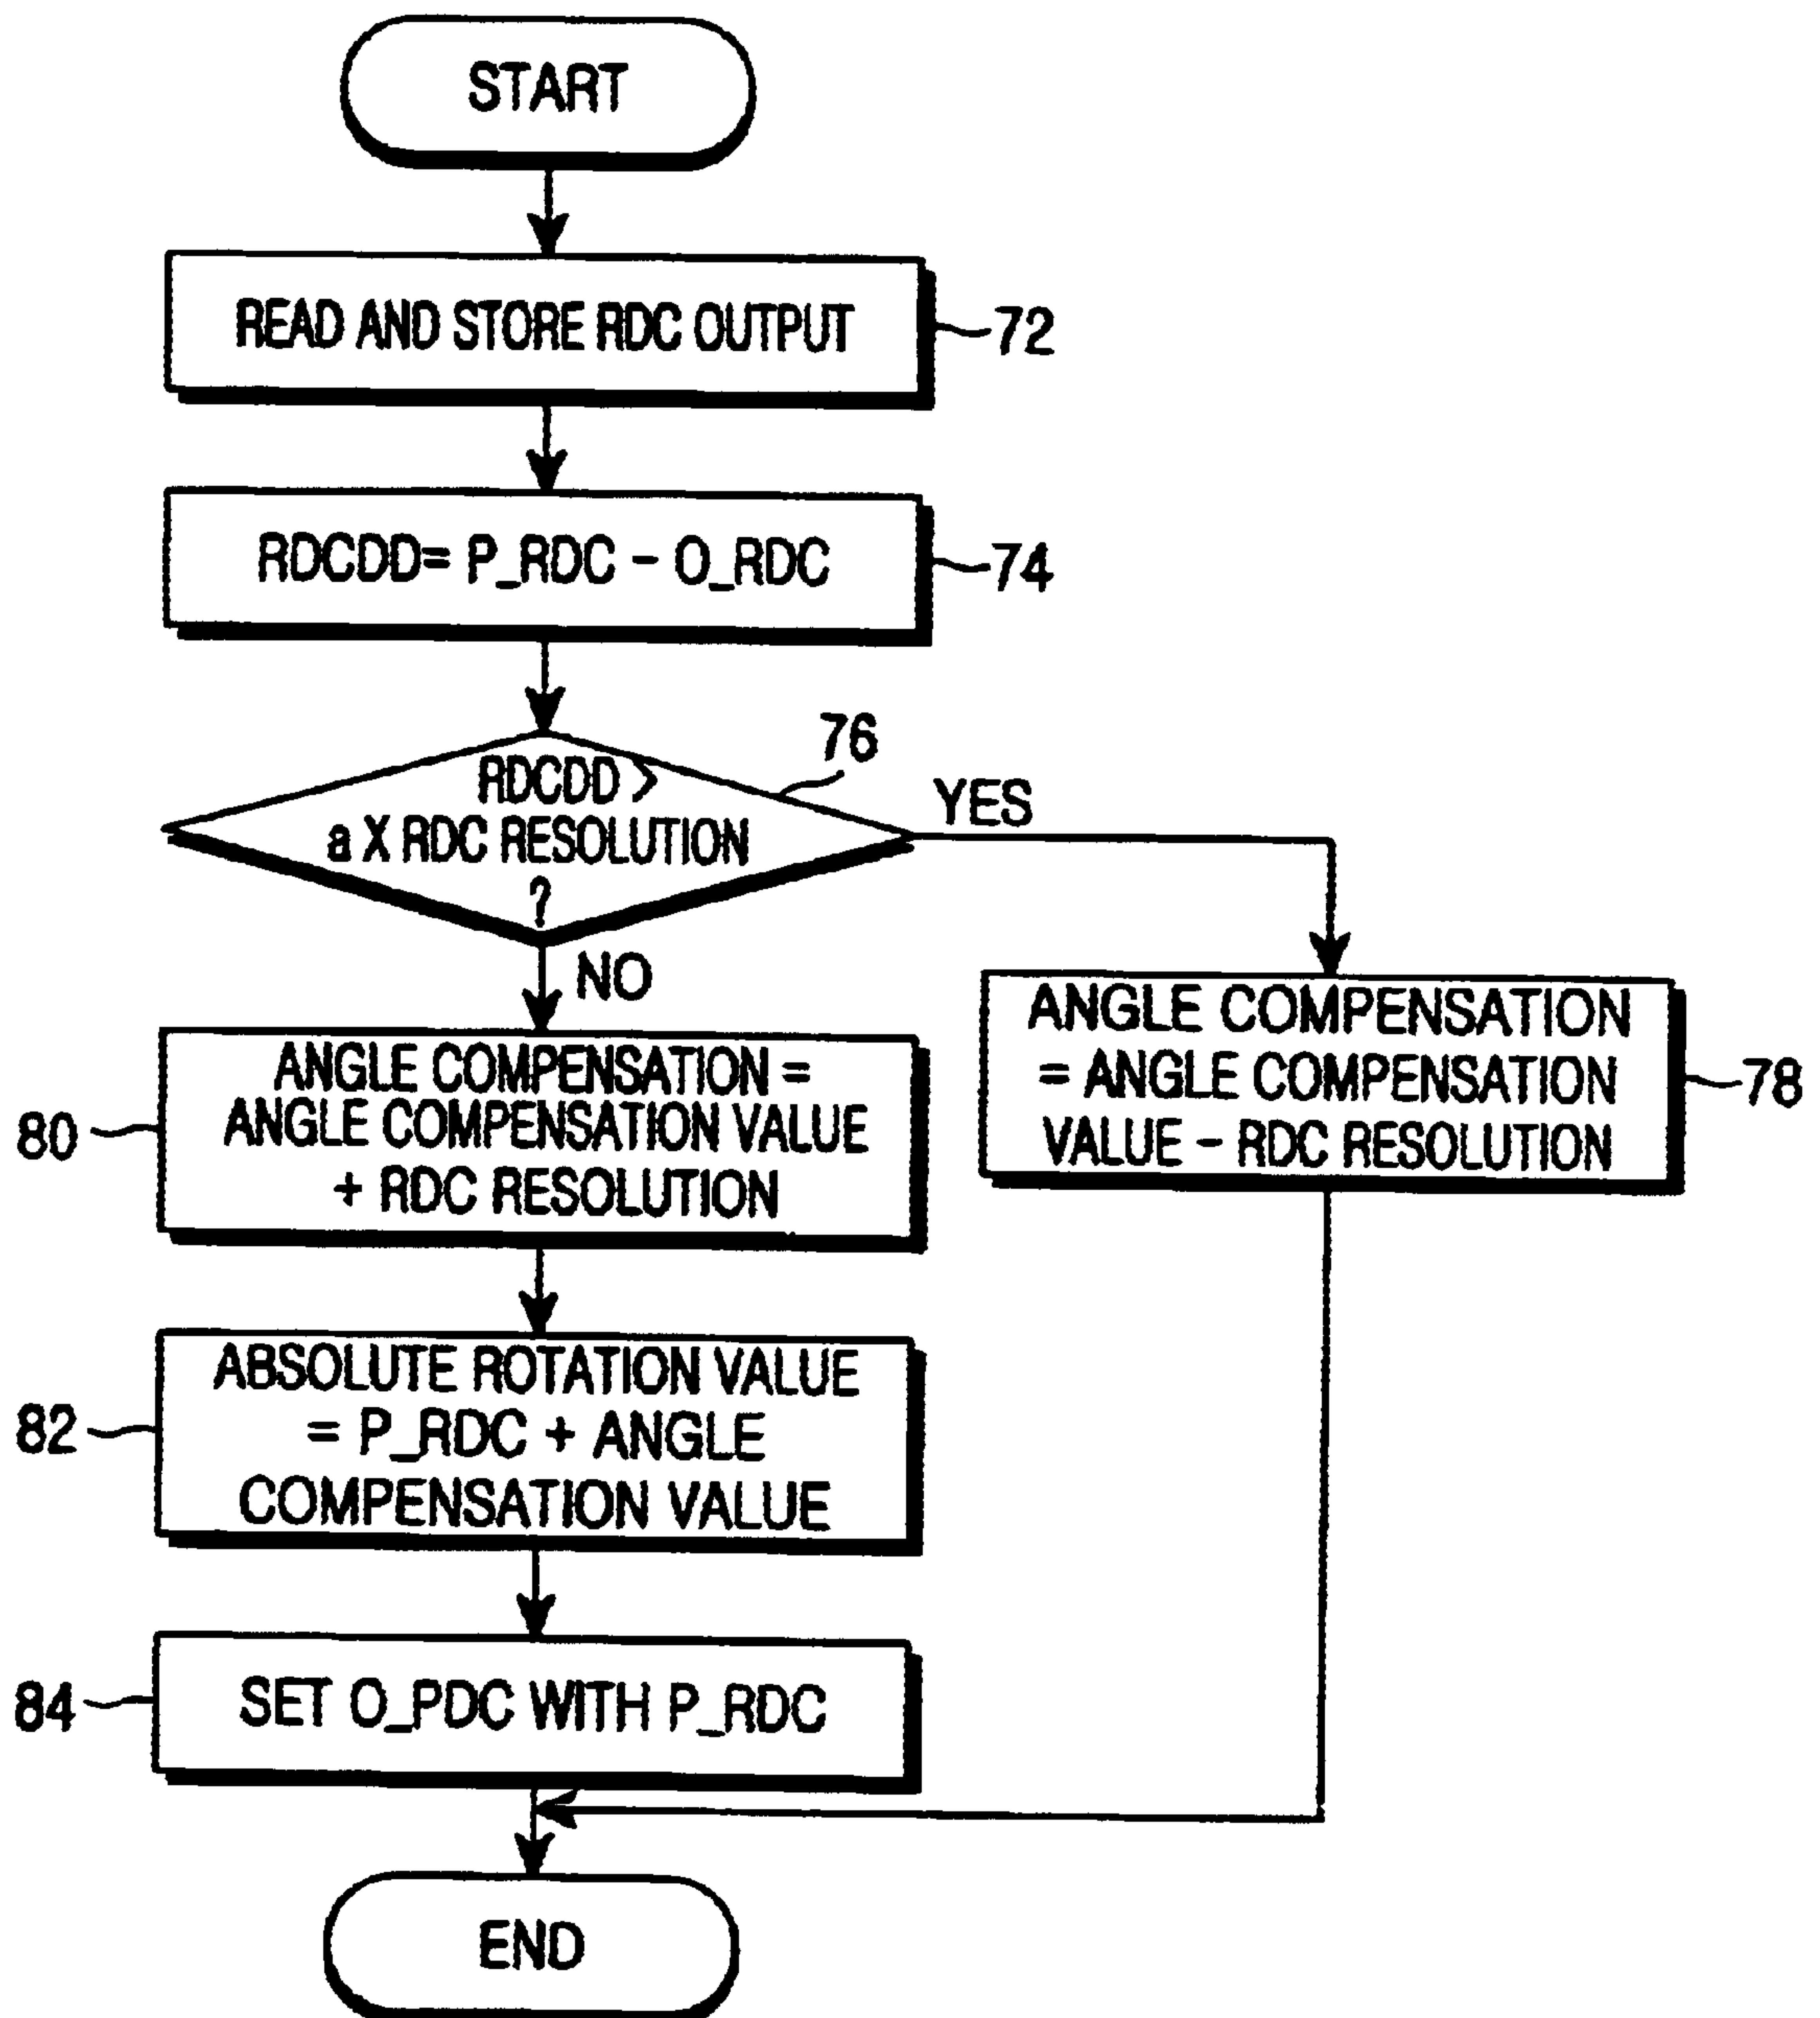 START
READ AND STORE RDC OUTPUT
72
RDCDD= P_RDC - O_RDC
74
76
RDCDD >
a X RDC RESOLUTION
?
YES
NO
ANGLE COMPENSATION
= ANGLE COMPENSATION
VALUE - RDC RESOLUTION
78
80
ANGLE COMPENSATION =
ANGLE COMPENSATION VALUE
+ RDC RESOLUTION
82
ABSOLUTE ROTATION VALUE
= P_RDC + ANGLE
COMPENSATION VALUE
84
SET O_PDC WITH P_RDC
END